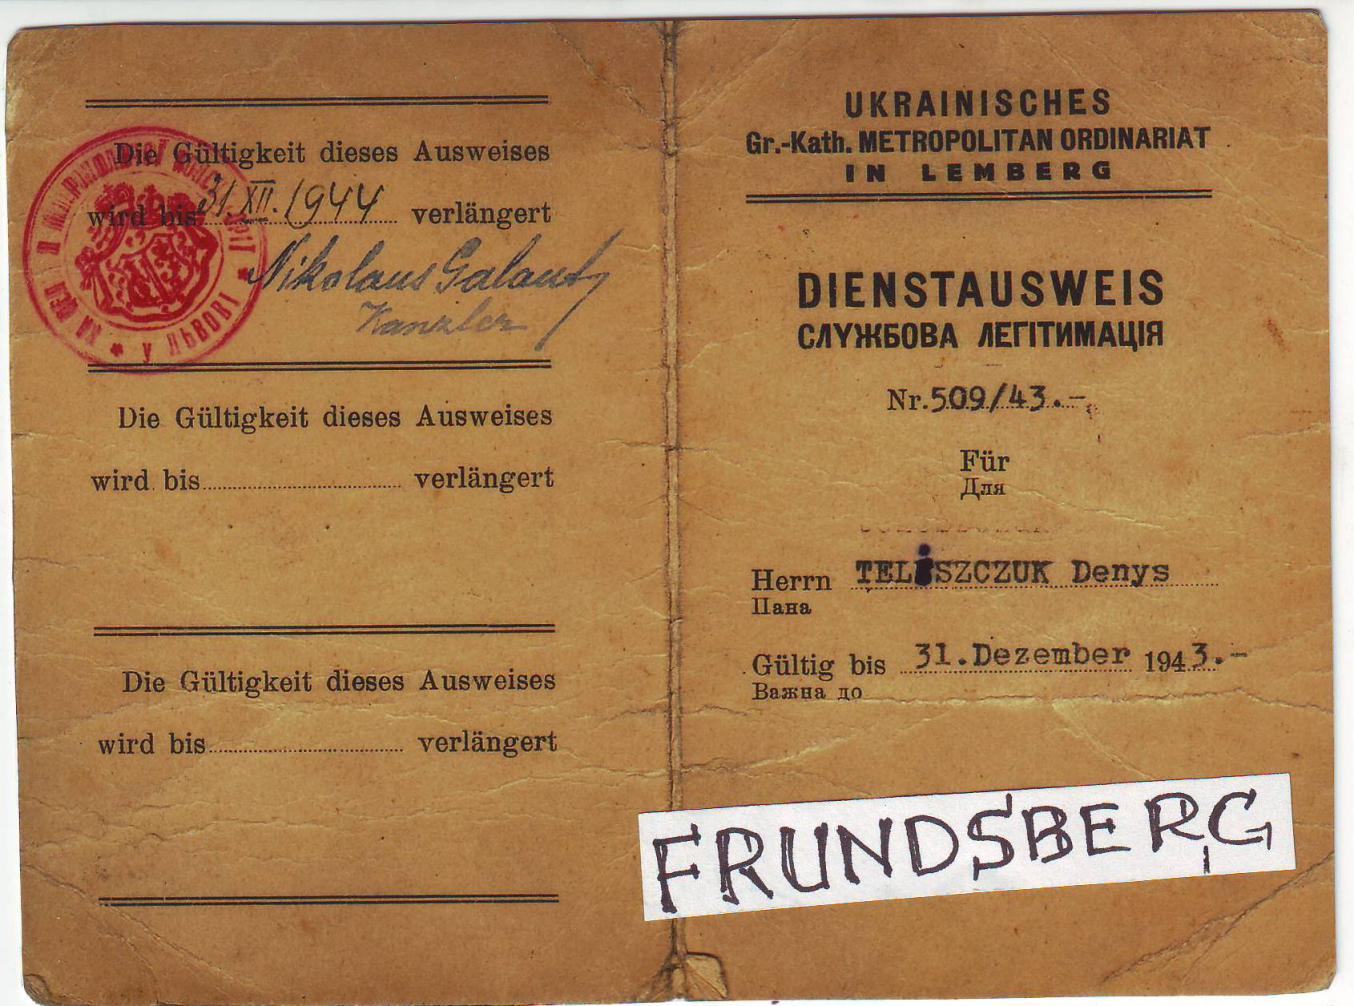 Die Gültigkeit dieses Ausweises
wird bis 31.XII.1944 verlängert
Nikolaus Galant
Kanzler
У ЛЬВОВІ
Die Gültigkeit dieses Ausweises
wird bis verlängert
Die Gültigkeit dieses Ausweises
wird bis verlängert
UKRAINISCHES
Gr.-Kath. METROPOLITAN ORDINARIAT
IN LEMBERG
DIENSTAUSWEIS
СЛУЖБОВА ЛЕГІТИМАЦІЯ
Nr. 509/43.-
Für
Для
Herrn TELiSZCZUK Denys
Пана
Gültig bis 31.Dezember 1943.-
Важна до
FRUNDSBERG